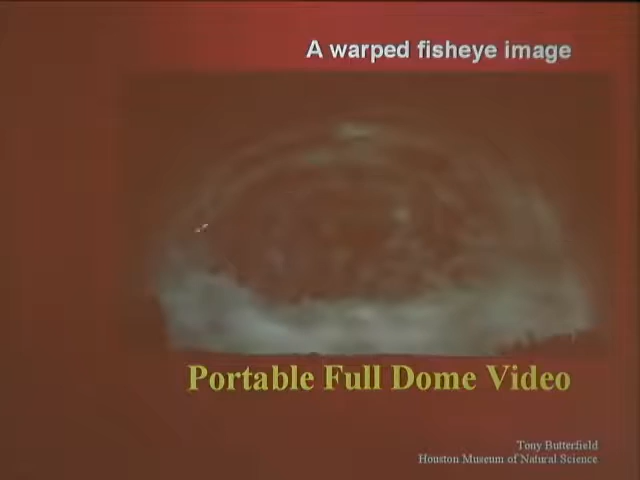 A warped fisheye image
Portable Full Dome Video
Tony Butterfield
Houston Museum of Natural Science